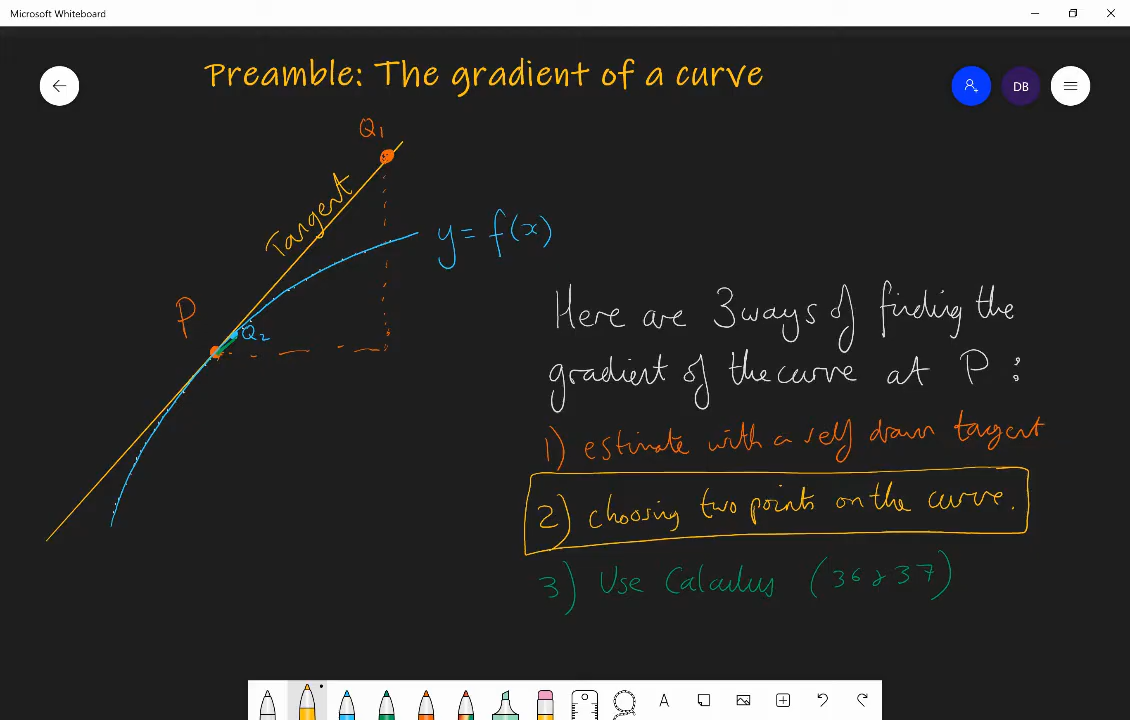 Microsoft Whiteboard
Preamble: The gradient of a curve
DB
Q1
Tangent
y = f(x)
P
Q2
Here are 3 ways of finding the
gradient of the curve at P :
1) estimate with a self drawn tagent
2) choosing two points on the curve.
3) Use Calculus (36 & 37)
A